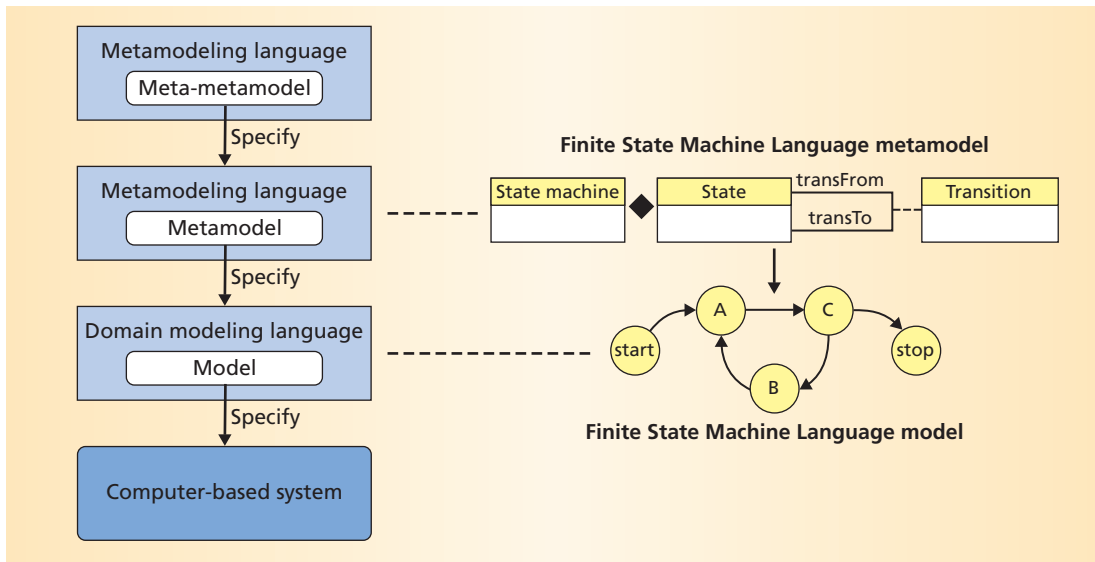 Metamodeling language
Meta-metamodel
Specify
Metamodeling language
Metamodel
Specify
Domain modeling language
Model
Specify
Computer-based system
Finite State Machine Language metamodel
State machine
State
transFrom
transTo
Transition
start
A
C
B
stop
Finite State Machine Language model